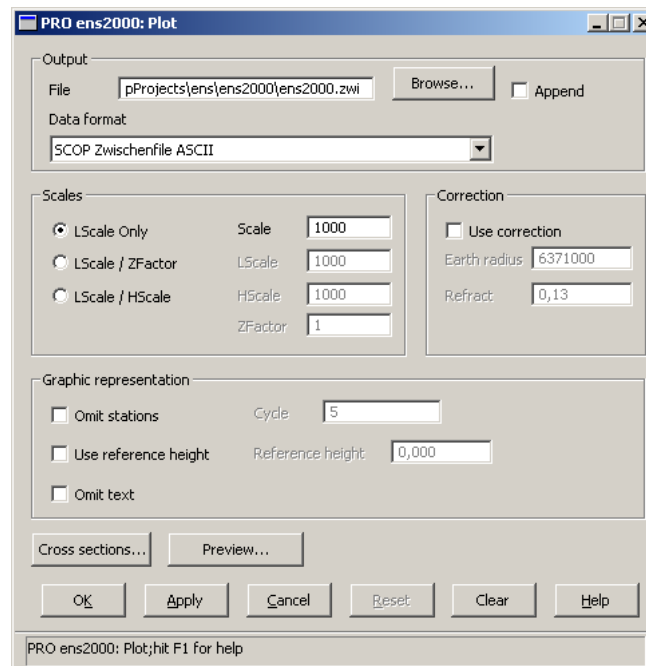 PRO ens2000: Plot
Output
File pProjects\ens\ens2000\ens2000.zwi Browse... Append
Data format
SCOP Zwischenfile ASCII
Scales Correction
LScale Only Scale 1000 Use correction
LScale / ZFactor LScale 1000 Earth radius 6371000
LScale / HScale HScale 1000 Refract 0,13
ZFactor 1
Graphic representation
Omit stations Cycle 5
Use reference height Reference height 0,000
Omit text
Cross sections... Preview...
OK Apply Cancel Reset Clear Help
PRO ens2000: Plot;hit F1 for help